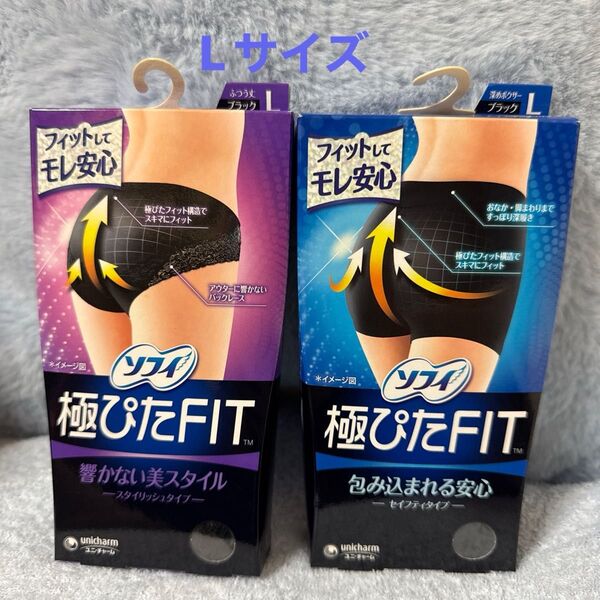 Lサイズ
ふつう丈
ブラック L
フィットして
モレ安心
極ぴたフィット構造で
スキマにフィット
アウターに響かない
バックレース
*イメージ図
ソフィ
極ぴたFIT™
響かない美スタイル
スタイリッシュタイプ
unicharm
ユニ・チャーム
深めボクサー
ブラック L
フィットして
モレ安心
おなか・脚まわりまで
すっぽり深履き
極ぴたフィット構造で
スキマにフィット
*イメージ図
ソフィ
極ぴたFIT™
包み込まれる安心
セイフティタイプ
unicharm
ユニ・チャーム